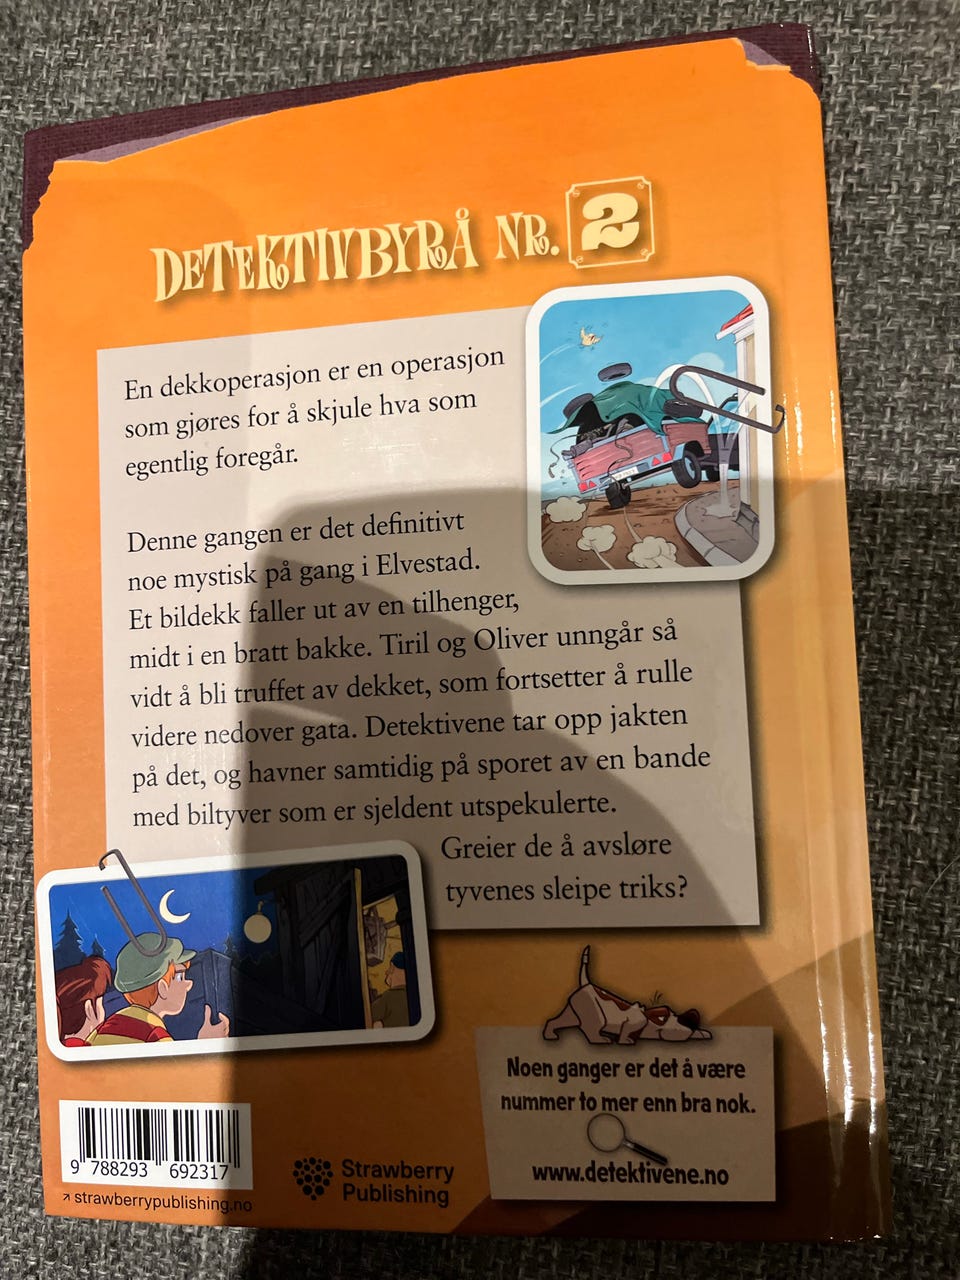 DETEKTIVBYRÅ NR. 2
En dekkoperasjon er en operasjon
som gjøres for å skjule hva som
egentlig foregår.
Denne gangen er det definitivt
noe mystisk på gang i Elvestad.
Et bildekk faller ut av en tilhenger,
midt i en bratt bakke. Tiril og Oliver unngår så
vidt å bli truffet av dekket, som fortsetter å rulle
videre nedover gata. Detektivene tar opp jakten
på det, og havner samtidig på sporet av en bande
med biltyver som er sjeldent utspekulerte.
Greier de å avsløre
tyvenes sleipe triks?
Noen ganger er det å være
nummer to mer enn bra nok.
www.detektivene.no
9 788293 692317
↗ strawberrypublishing.no
Strawberry
Publishing